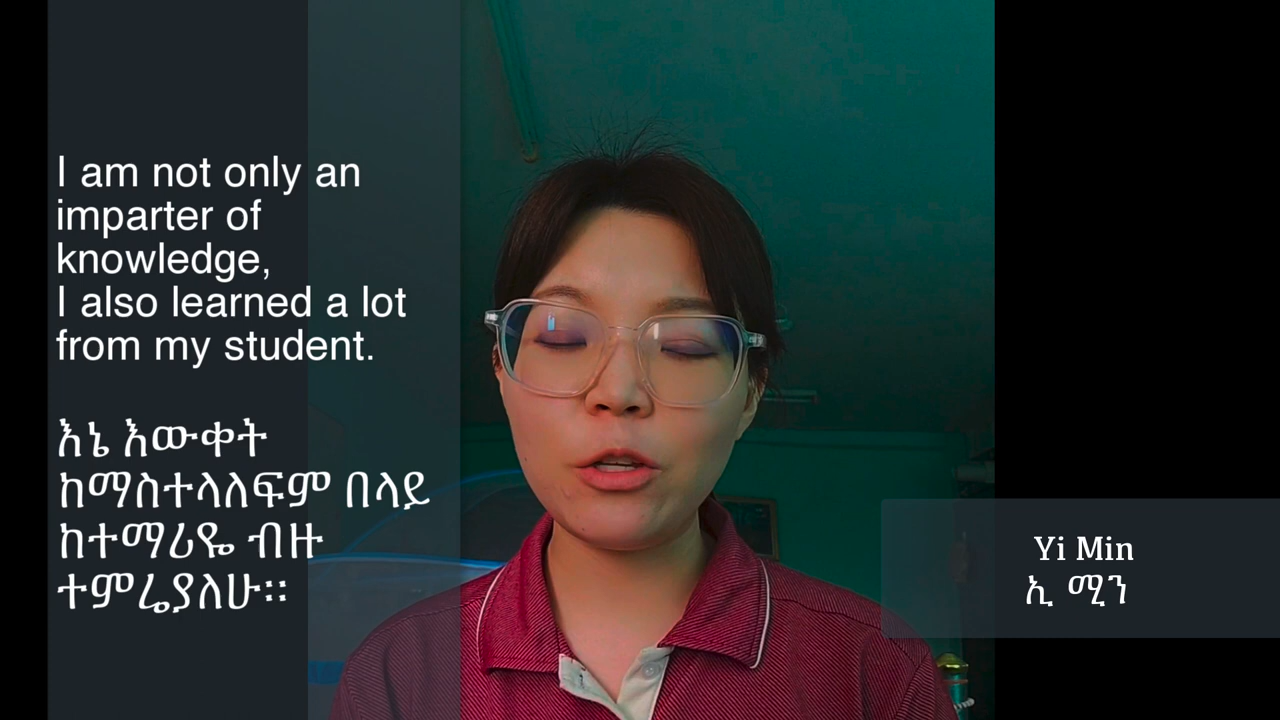 I am not only an
imparter of
knowledge,
I also learned a lot
from my student.
እኔ እውቀት
ከማስተላለፍም በላይ
ከተማሪዬ ብዙ
ተምሬያለሁ፡፡
Yi Min
ኢ ሚን